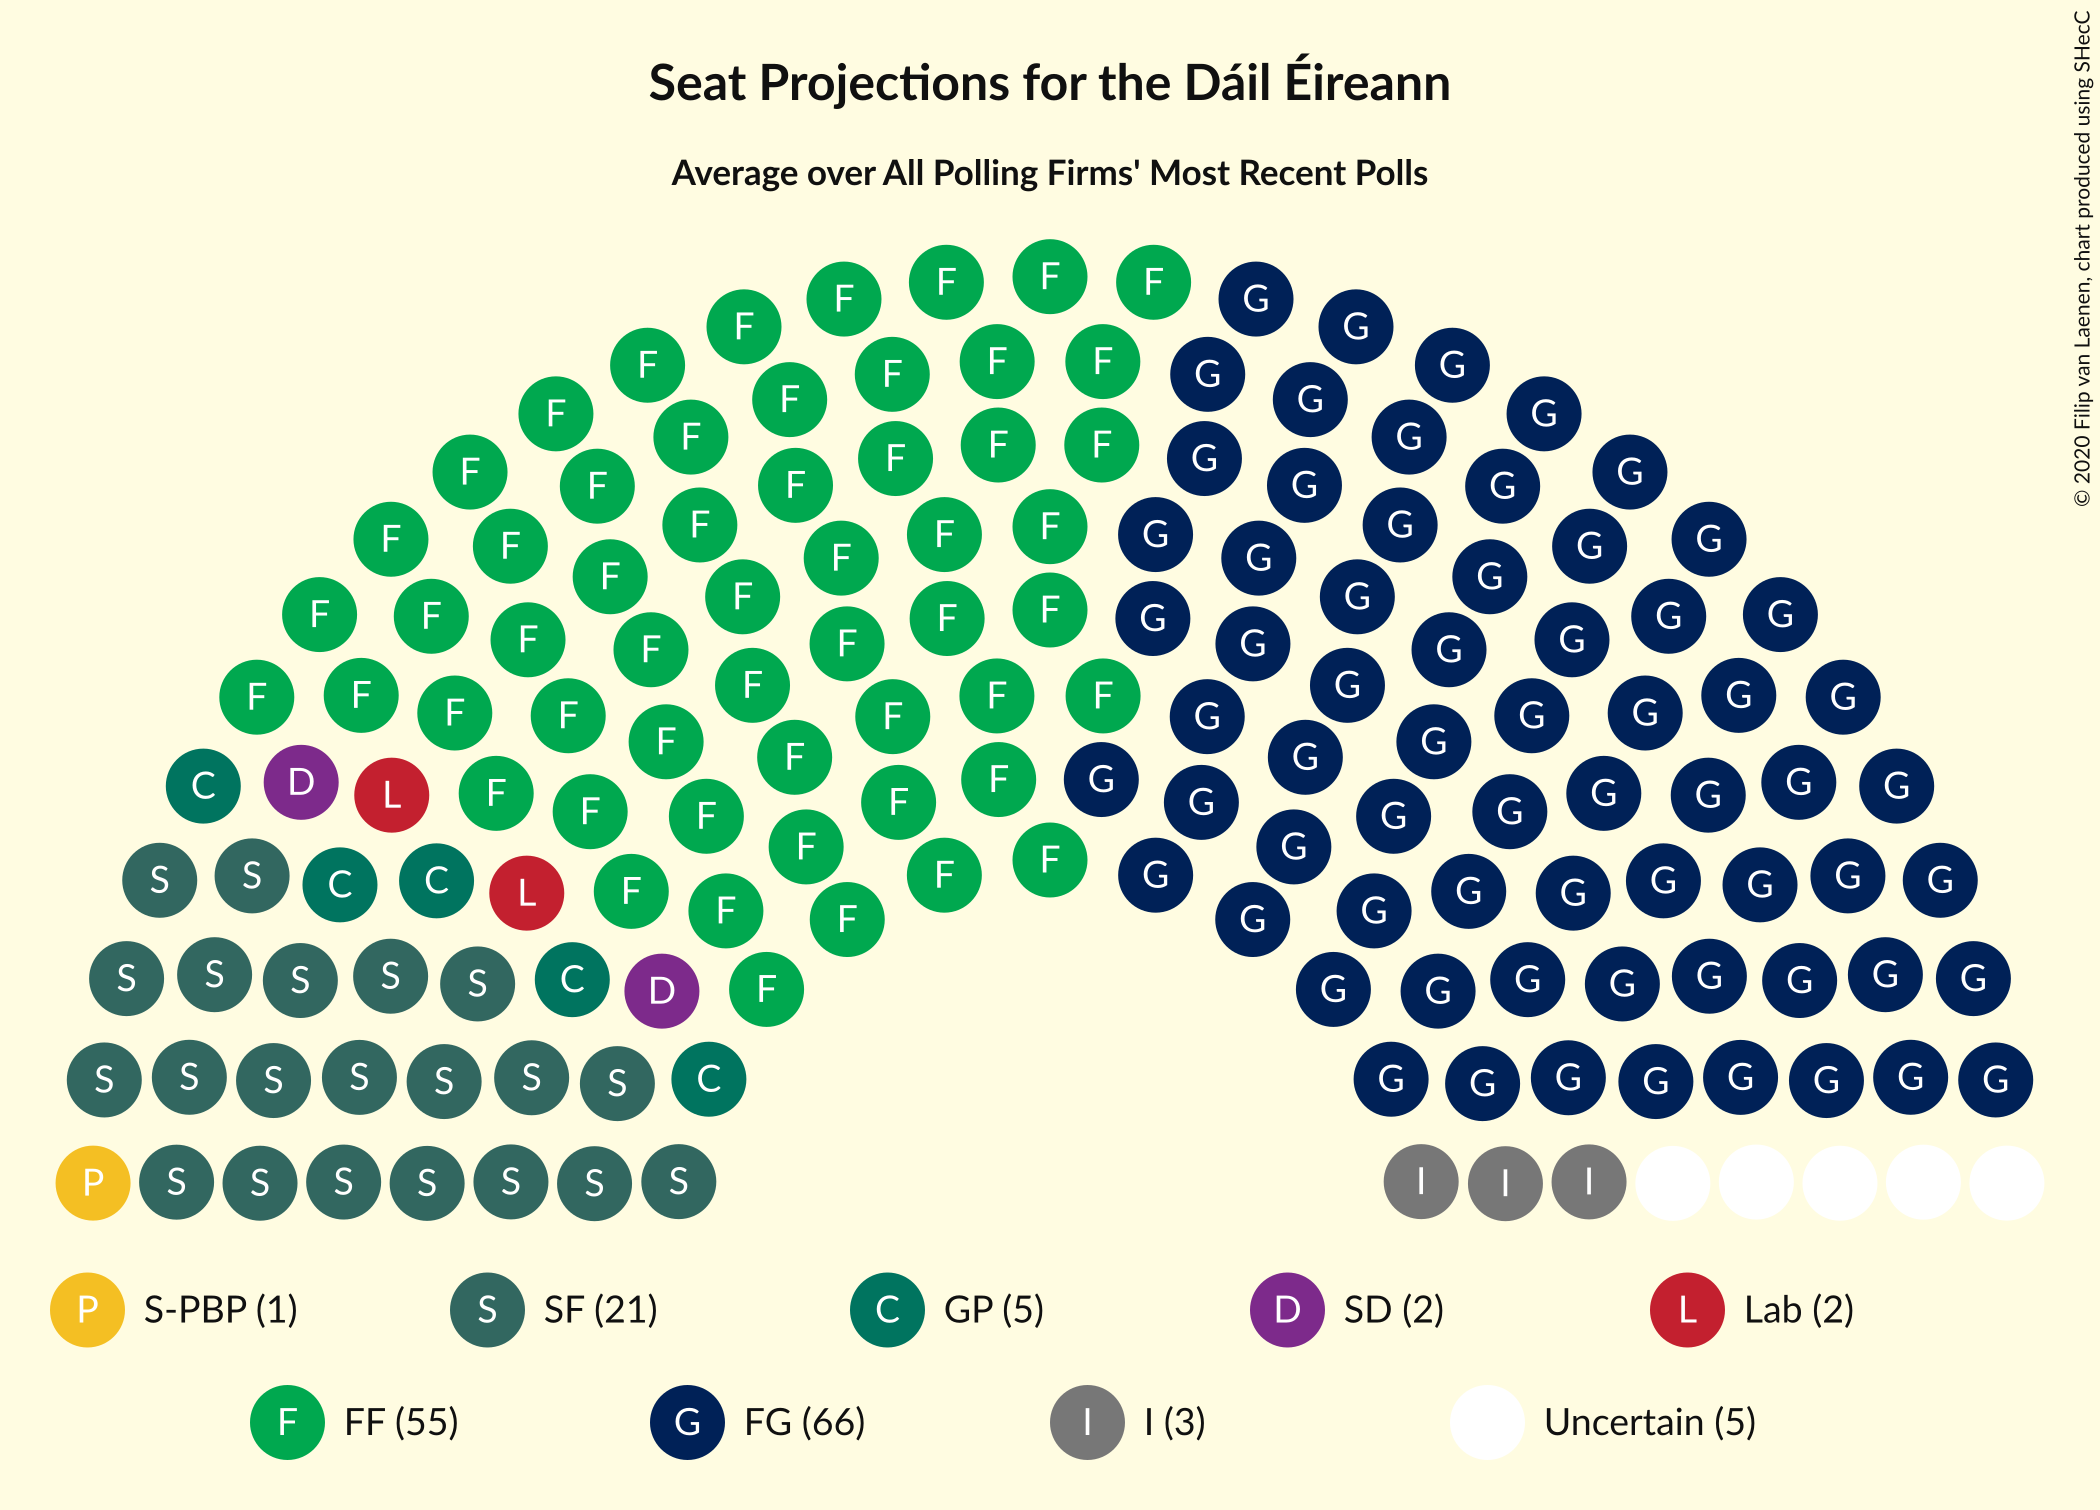 Seat Projections for the Dáil Éireann
Average over All Polling Firms' Most Recent Polls
© 2020 Filip van Laenen, chart produced using SHecC
F F F F F G G
F F F F F G G G G
F F F F F G G G G
F F F F F G G G G
F F F F F G G G G
F F F F F G G G G
F F F F F G G G G
F F F F F G G G G
F F F F F G G G G
C D L F F F F F F G G G G G G G G G
S S C C L F F F F F G G G G G G G G G
S S S S S C D F G G G G G G G G
S S S S S S S C G G G G G G G G
P S S S S S S S I I I
P S-PBP (1) S SF (21) C GP (5) D SD (2) L Lab (2)
F FF (55) G FG (66) I I (3) Uncertain (5)